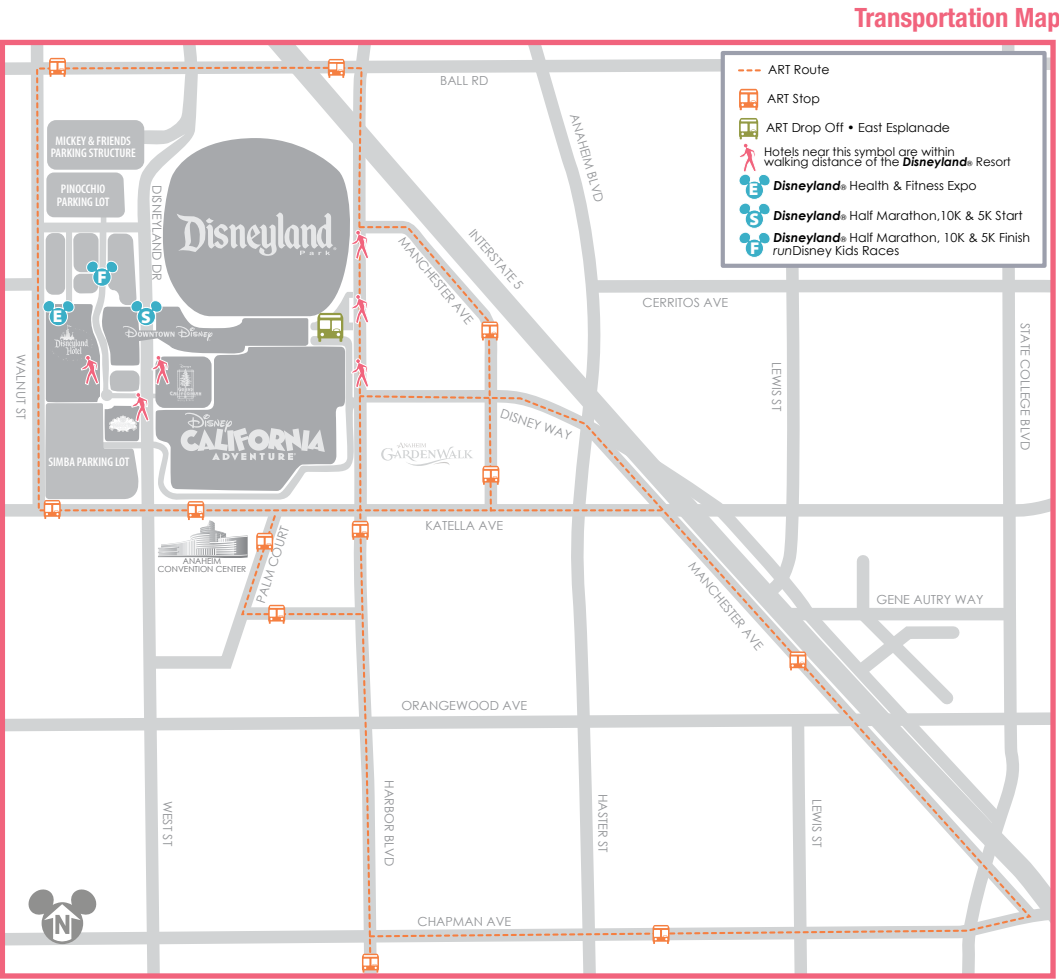 Transportation Map
ART Route
ART Stop
ART Drop Off • East Esplanade
Hotels near this symbol are within
walking distance of the Disneyland® Resort
E Disneyland® Health & Fitness Expo
S Disneyland® Half Marathon,10K & 5K Start
F Disneyland® Half Marathon, 10K & 5K Finish
runDisney Kids Races
BALL RD
ANAHEIM BLVD
MICKEY & FRIENDS
PARKING STRUCTURE
PINOCCHIO
PARKING LOT
DISNEYLAND DR
Disneyland
Park
MANCHESTER AVE
INTERSTATE 5
CERRITOS AVE
F
E
S
Disneyland
Hotel
DOWNTOWN DISNEY
WALNUT ST
LEWIS ST
STATE COLLEGE BLVD
DISNEY WAY
Disney
CALIFORNIA
ADVENTURE
ANAHEIM
GARDENWALK
SIMBA PARKING LOT
KATELLA AVE
ANAHEIM
CONVENTION CENTER
PALM COURT
MANCHESTER AVE
GENE AUTRY WAY
ORANGEWOOD AVE
WEST ST
HARBOR BLVD
HASTER ST
LEWIS ST
N
CHAPMAN AVE